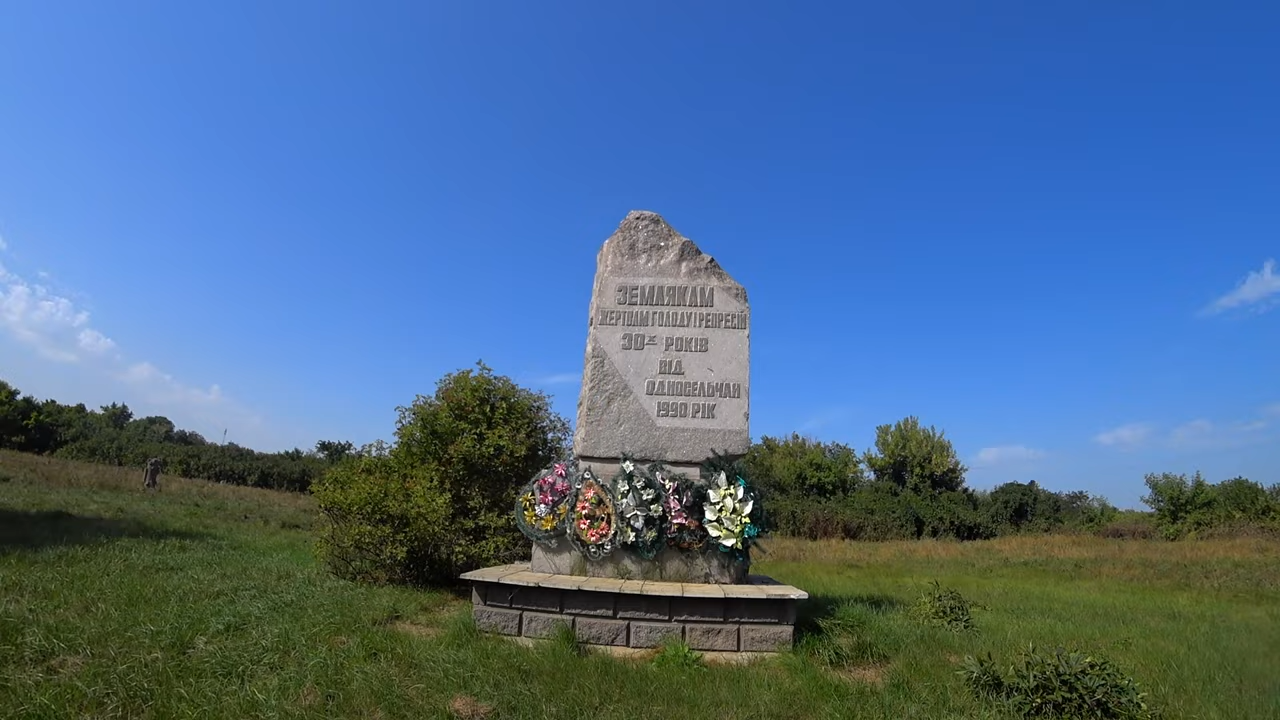 ЗЕМЛЯКАМ
ЖЕРТВАМ ГОЛОДУ І РЕПРЕСІЙ
30х РОКІВ
ВІД
ОДНОСЕЛЬЧАН
1990 РІК